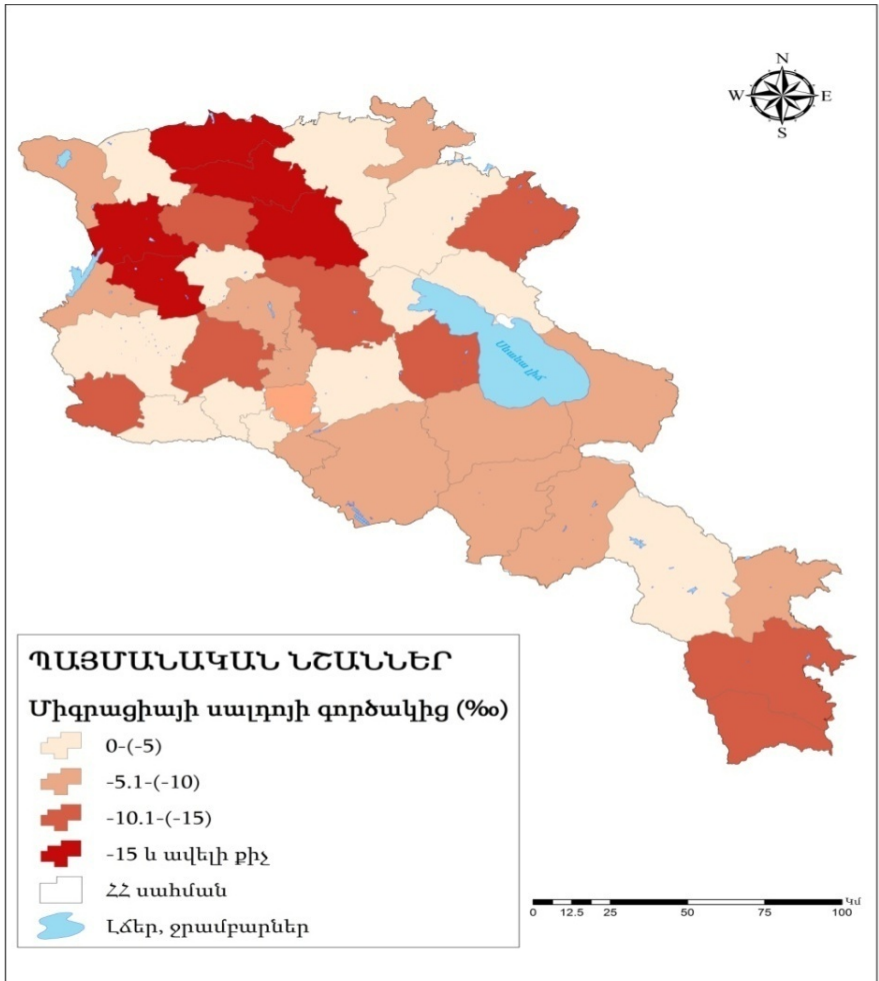 N
W E
S
Սևանա լիճ
ՊԱՅՄԱՆԱԿԱՆ ՆՇԱՆՆԵՐ
Միգրացիայի սալդոյի գործակից (‰)
0-(-5)
-5.1-(-10)
-10.1-(-15)
-15 և ավելի քիչ
ՀՀ սահման
Լճեր, ջրամբարներ
Կմ
0 12.5 25 50 75 100